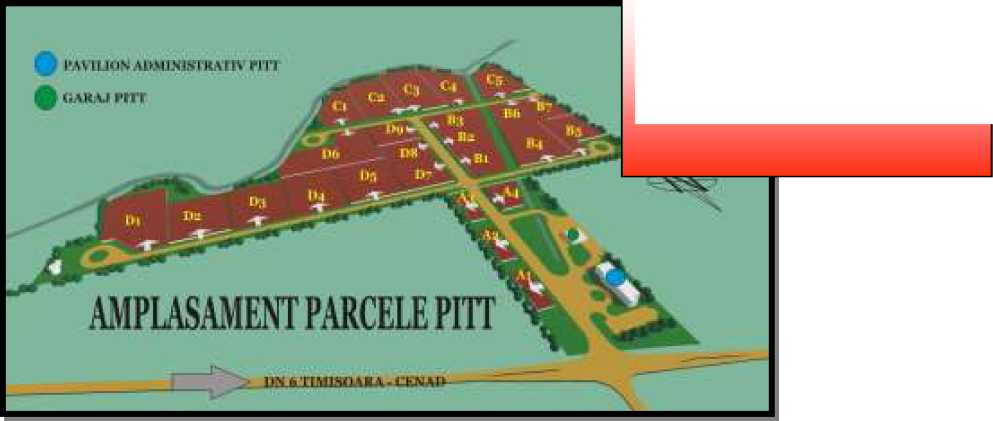 PAVILION ADMINISTRATIV PITT
GARAJ PITT
C1 C2 C3 C4 C5
B7
B6
B3
B5
D9
B2
D6
D8
B4
B1
D5
D7
D4
A3 A4
D3
D2
D1
A2
A1
AMPLASAMENT PARCELE PITT
DN 6 TIMISOARA - CENAD